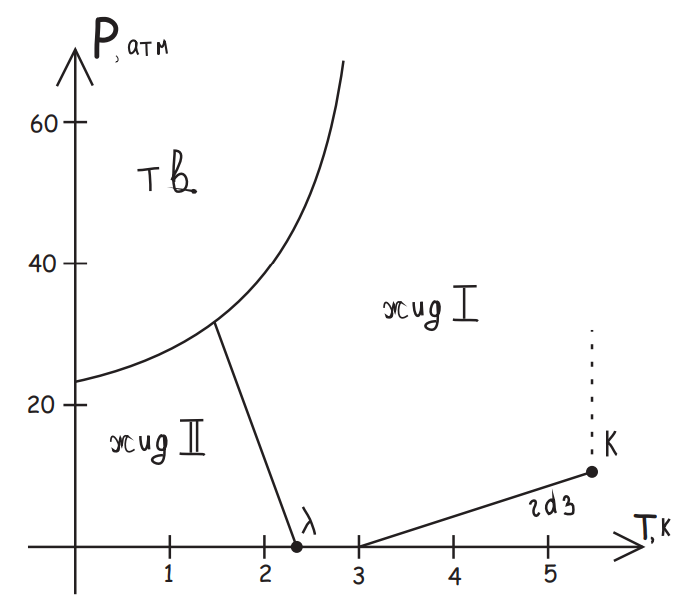 P, атм
60
тв.
40
жид I
20
жид II
K
λ
газ
T, K
1 2 3 4 5